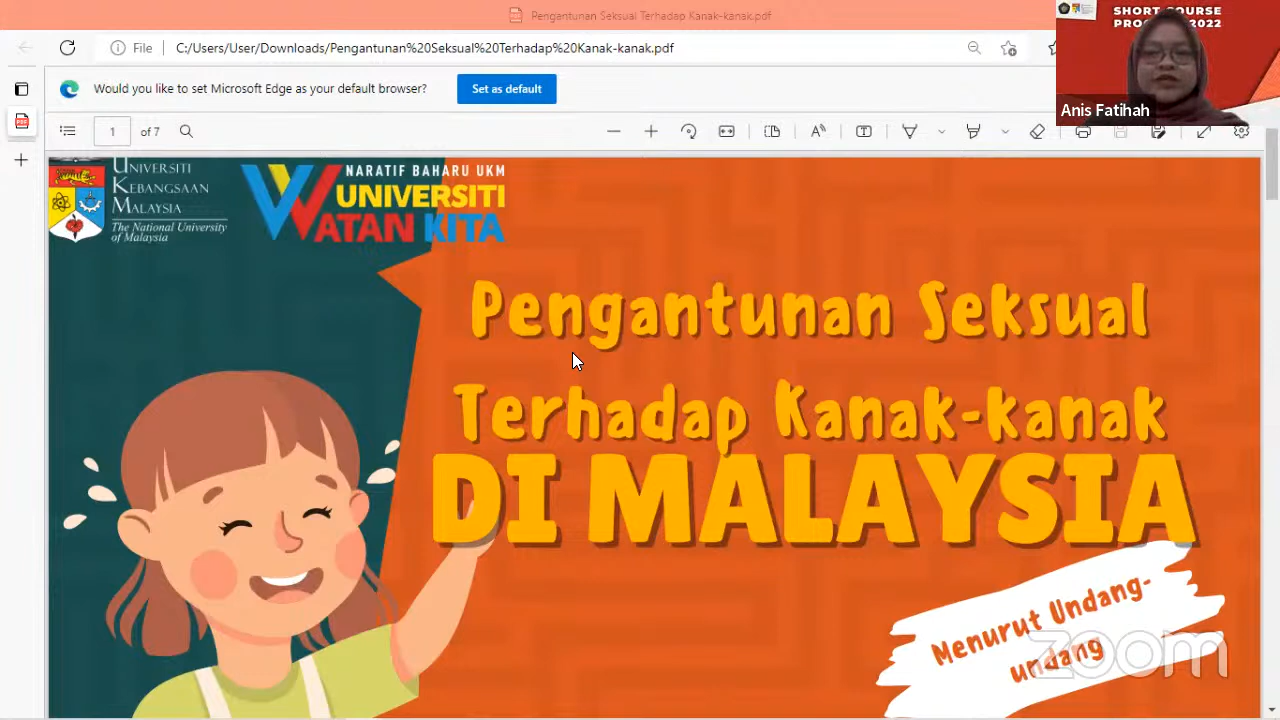 Pengantunan Seksual Terhadap Kanak-kanak.pdf
File
C:/Users/User/Downloads/Pengantunan%20Seksual%20Terhadap%20Kanak-kanak.pdf
SHORT COURSE
PRO 2022
Would you like to set Microsoft Edge as your default browser?
Set as default
Anis Fatihah
1 of 7
UNIVERSITI
KEBANGSAAN
MALAYSIA
The National University
of Malaysia
NARATIF BAHARU UKM
UNIVERSITI
WATAN KITA
Pengantunan Seksual
Terhadap Kanak-kanak
DI MALAYSIA
Menurut Undang-
undang
zoom